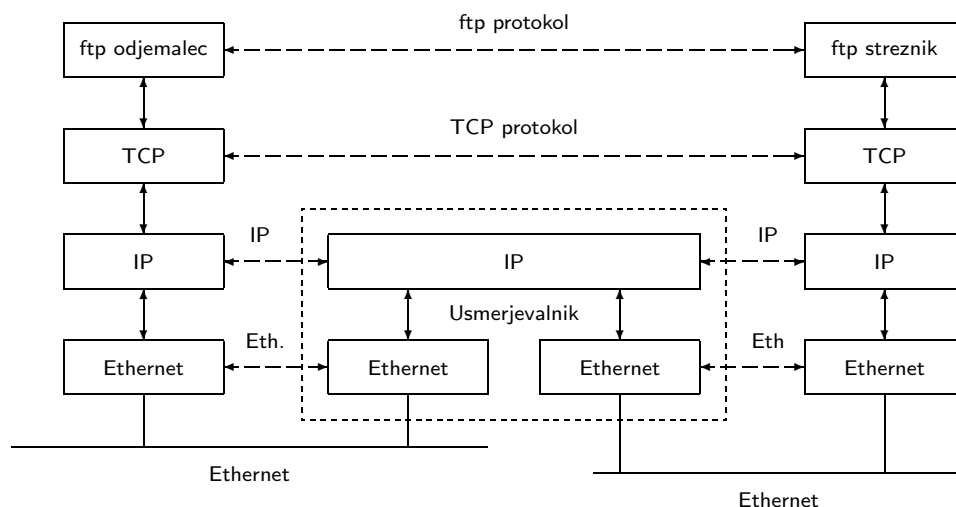 ftp protokol
ftp odjemalec
ftp streznik
TCP protokol
TCP
TCP
IP
IP
IP
IP
IP
Usmerjevalnik
Eth.
Eth
Ethernet
Ethernet
Ethernet
Ethernet
Ethernet
Ethernet